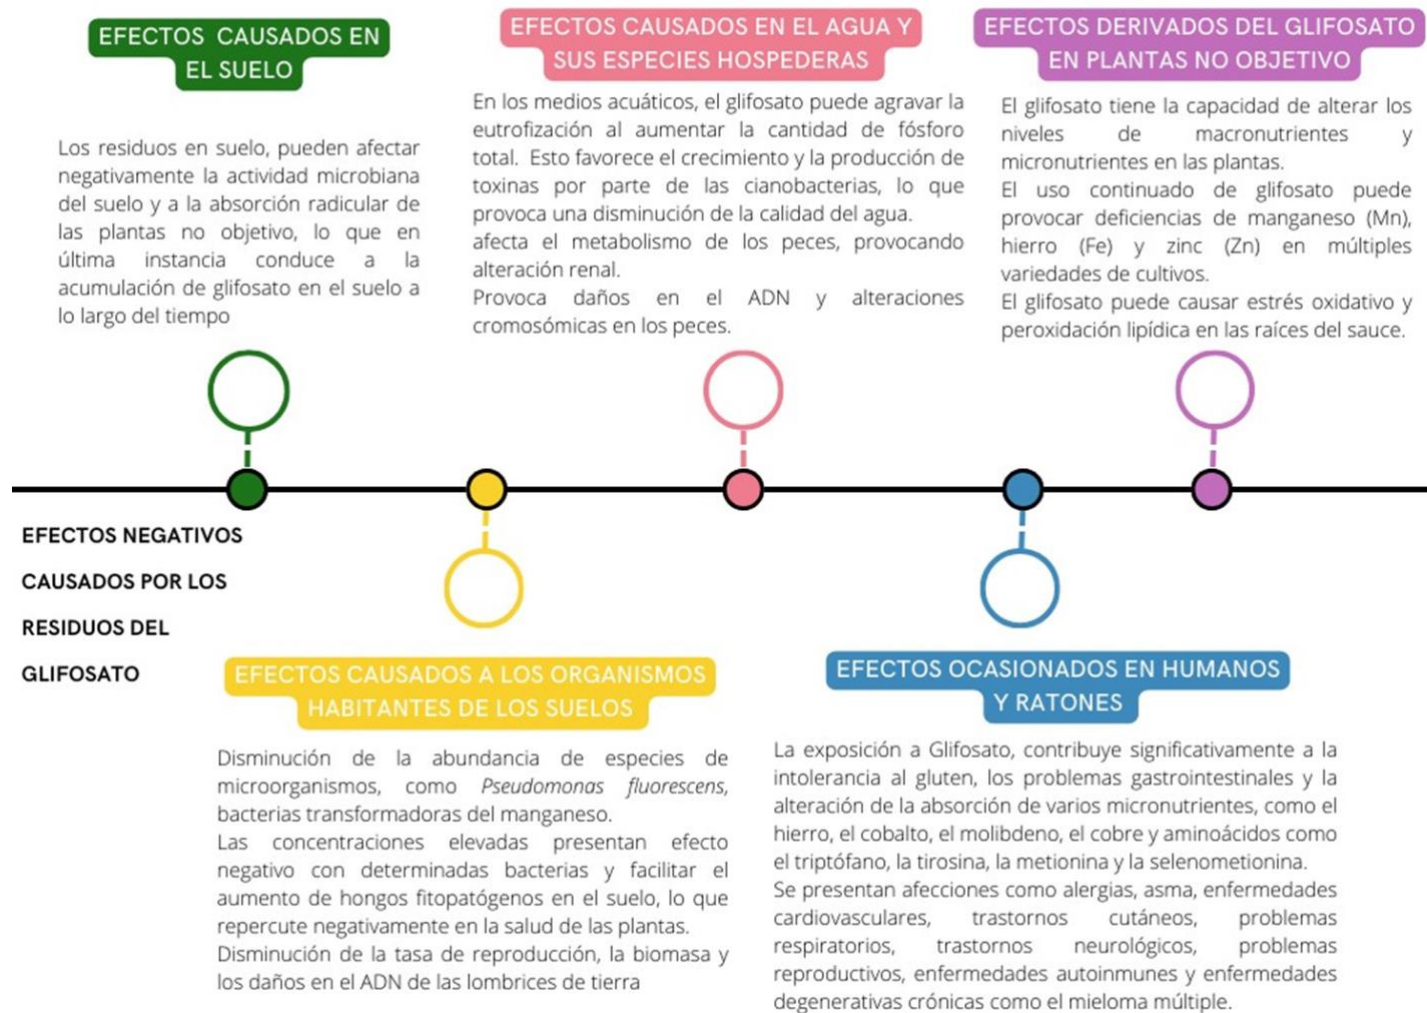 EFECTOS CAUSADOS EN
EL SUELO
Los residuos en suelo, pueden afectar
negativamente la actividad microbiana
del suelo y a la absorción radicular de
las plantas no objetivo, lo que en
última instancia conduce a la
acumulación de glifosato en el suelo a
lo largo del tiempo
EFECTOS CAUSADOS EN EL AGUA Y
SUS ESPECIES HOSPEDERAS
En los medios acuáticos, el glifosato puede agravar la
eutrofización al aumentar la cantidad de fósforo
total. Esto favorece el crecimiento y la producción de
toxinas por parte de las cianobacterias, lo que
provoca una disminución de la calidad del agua.
afecta el metabolismo de los peces, provocando
alteración renal.
Provoca daños en el ADN y alteraciones
cromosómicas en los peces.
EFECTOS DERIVADOS DEL GLIFOSATO
EN PLANTAS NO OBJETIVO
El glifosato tiene la capacidad de alterar los
niveles de macronutrientes y
micronutrientes en las plantas.
El uso continuado de glifosato puede
provocar deficiencias de manganeso (Mn),
hierro (Fe) y zinc (Zn) en múltiples
variedades de cultivos.
El glifosato puede causar estrés oxidativo y
peroxidación lipídica en las raíces del sauce.
EFECTOS NEGATIVOS
CAUSADOS POR LOS
RESIDUOS DEL
GLIFOSATO
EFECTOS CAUSADOS A LOS ORGANISMOS
HABITANTES DE LOS SUELOS
Disminución de la abundancia de especies de
microorganismos, como Pseudomonas fluorescens,
bacterias transformadoras del manganeso.
Las concentraciones elevadas presentan efecto
negativo con determinadas bacterias y facilitar el
aumento de hongos fitopatógenos en el suelo, lo que
repercute negativamente en la salud de las plantas.
Disminución de la tasa de reproducción, la biomasa y
los daños en el ADN de las lombrices de tierra
EFECTOS OCASIONADOS EN HUMANOS
Y RATONES
La exposición a Glifosato, contribuye significativamente a la
intolerancia al gluten, los problemas gastrointestinales y la
alteración de la absorción de varios micronutrientes, como el
hierro, el cobalto, el molibdeno, el cobre y aminoácidos como
el triptófano, la tirosina, la metionina y la selenometionina.
Se presentan afecciones como alergias, asma, enfermedades
cardiovasculares, trastornos cutáneos, problemas
respiratorios, trastornos neurológicos, problemas
reproductivos, enfermedades autoinmunes y enfermedades
degenerativas crónicas como el mieloma múltiple.